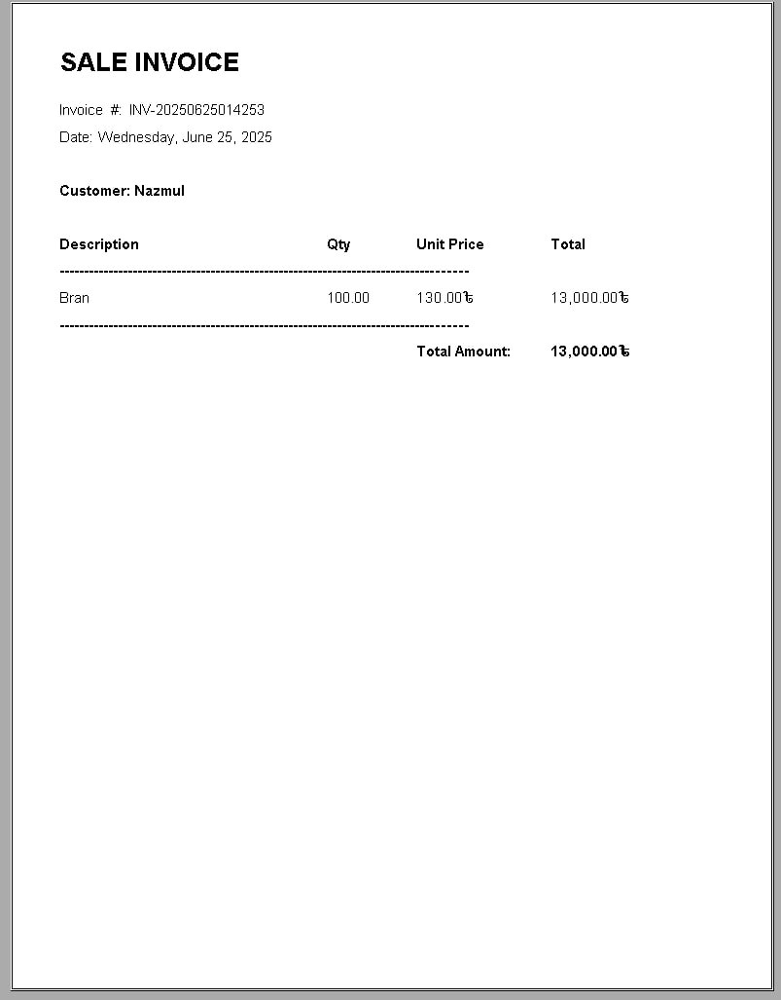 SALE INVOICE
Invoice #: INV-20250625014253
Date: Wednesday, June 25, 2025
Customer: Nazmul
Description Qty Unit Price Total
------------------------------------------------------------------------------------
Bran 100.00 130.00৳ 13,000.00৳
------------------------------------------------------------------------------------
Total Amount: 13,000.00৳